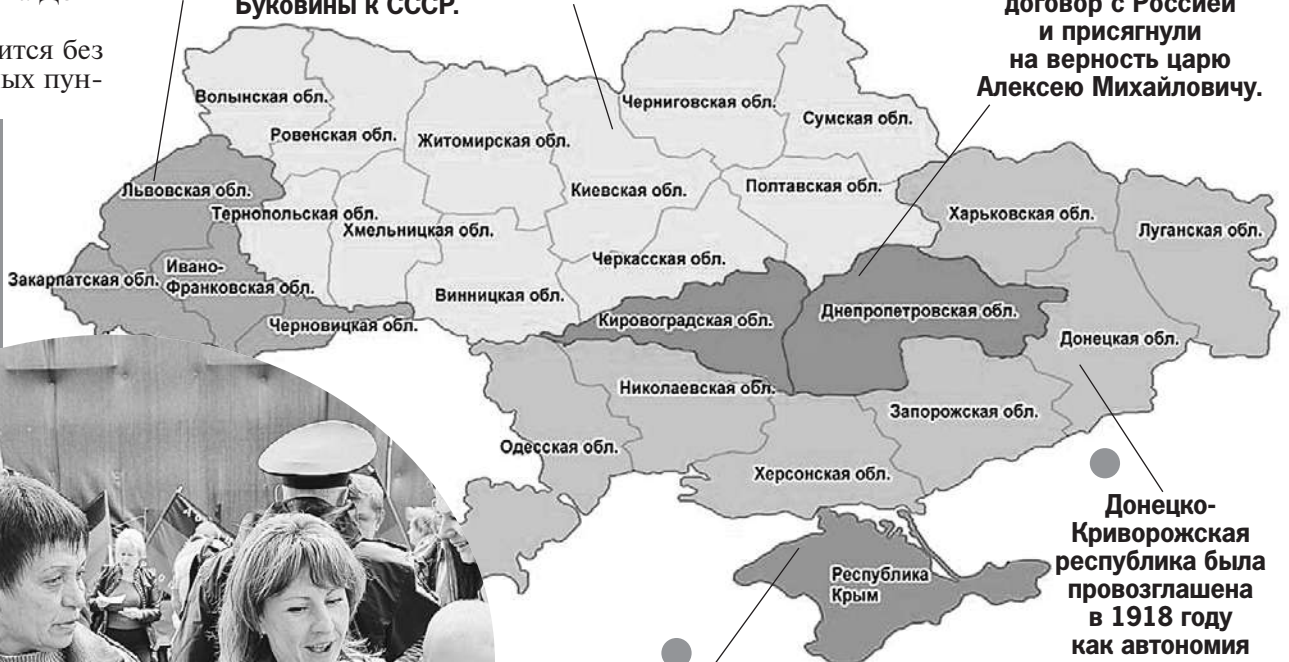 Буковины к СССР.
ится без
ых пун-
договор с Россией
и присягнули
на верность царю
Алексею Михайловичу.
Волынская обл.
Ровенская обл.
Житомирская обл.
Черниговская обл.
Сумская обл.
Львовская обл.
Тернопольская обл.
Хмельницкая обл.
Киевская обл.
Полтавская обл.
Харьковская обл.
Луганская обл.
Закарпатская обл.
Ивано-
Франковская обл.
Черновицкая обл.
Винницкая обл.
Черкасская обл.
Кировоградская обл.
Днепропетровская обл.
Донецкая обл.
Николаевская обл.
Запорожская обл.
Одесская обл.
Херсонская обл.
Республика
Крым
Донецко-
Криворожская
республика была
провозглашена
в 1918 году
как автономия